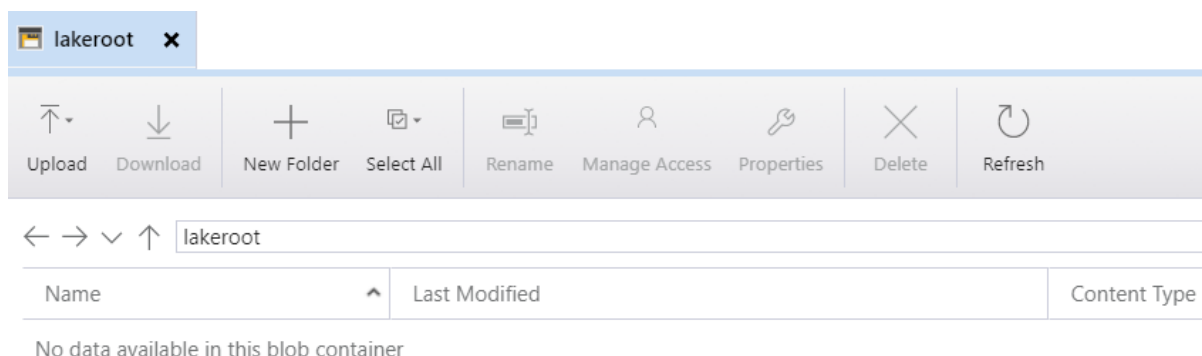 lakeroot
Upload Download New Folder Select All Rename Manage Access Properties Delete Refresh
lakeroot
Name Last Modified Content Type
No data available in this blob container